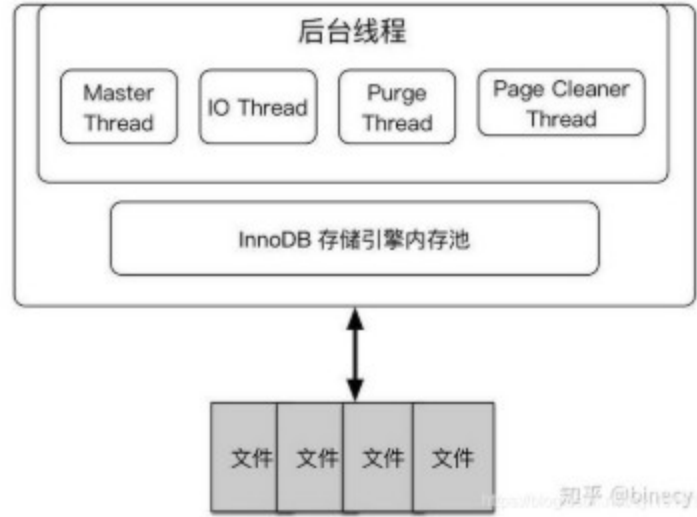 后台线程
Master
Thread
IO Thread
Purge
Thread
Page Cleaner
Thread
InnoDB 存储引擎内存池
文件
文件
文件
文件
知乎 @binecy